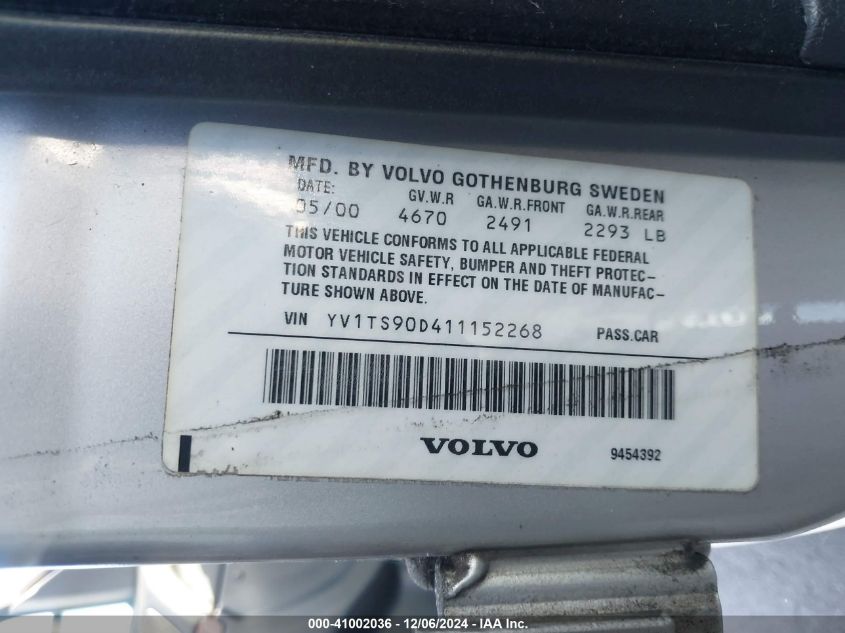 MFD. BY VOLVO GOTHENBURG SWEDEN
DATE: GV.W.R GA.W.R.FRONT GA.W.R.REAR
05/00 4670 2491 2293 LB
THIS VEHICLE CONFORMS TO ALL APPLICABLE FEDERAL
MOTOR VEHICLE SAFETY, BUMPER AND THEFT PROTEC-
TION STANDARDS IN EFFECT ON THE DATE OF MANUFAC-
TURE SHOWN ABOVE.
VIN YV1TS90D411152268 PASS.CAR
VOLVO 9454392
000-41002036 - 12/06/2024 - IAA Inc.